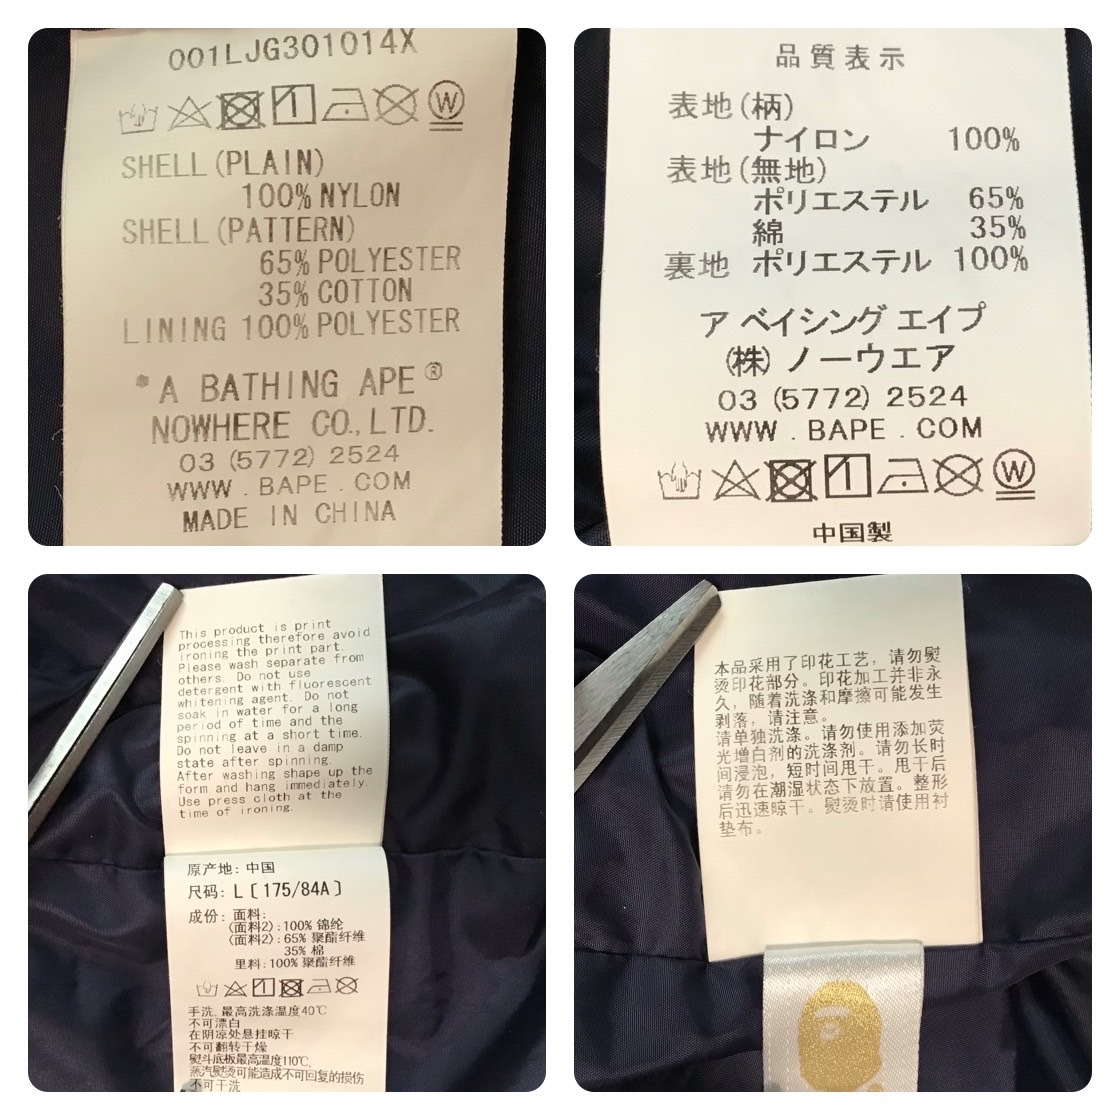 001LJG301014X
SHELL (PLAIN)
100% NYLON
SHELL (PATTERN)
65% POLYESTER
35% COTTON
LINING 100% POLYESTER
A BATHING APE®
NOWHERE CO., LTD.
03 (5772) 2524
WWW . BAPE . COM
MADE IN CHINA
品質表示
表地(柄)
ナイロン 100%
表地(無地)
ポリエステル 65%
綿 35%
裏地 ポリエステル 100%
ア ベイシング エイプ
(株) ノーウエア
03 (5772) 2524
WWW . BAPE . COM
中国製
This product is print
processing therefore avoid
ironing the print part.
Please wash separate from
others. Do not use
detergent with fluorescent
whitening agent. Do not
soak in water for a long
period of time and the
spinning at a short time.
Do not leave in a damp
state after spinning.
After washing shape up the
form and hang immediately.
Use press cloth at the
time of ironing.
原产地: 中国
尺码: L〔175/84A〕
成份: 面料:
(面料2): 100% 锦纶
(面料2): 65% 聚酯纤维
35% 棉
里料: 100% 聚酯纤维
手洗, 最高洗涤温度40℃
不可漂白
在阴凉处悬挂晾干
不可翻转干燥
熨斗底板最高温度110℃,
蒸汽熨烫可能造成不可回复的损伤
不可干洗
本品采用了印花工艺, 请勿熨
烫印花部分。印花加工并非永
久, 随着洗涤和摩擦可能发生
剥落, 请注意。
请单独洗涤。请勿使用添加荧
光增白剂的洗涤剂。请勿长时
间浸泡, 短时间甩干。甩干后
请勿在潮湿状态下放置。整形
后迅速晾干。熨烫时请使用衬
垫布。